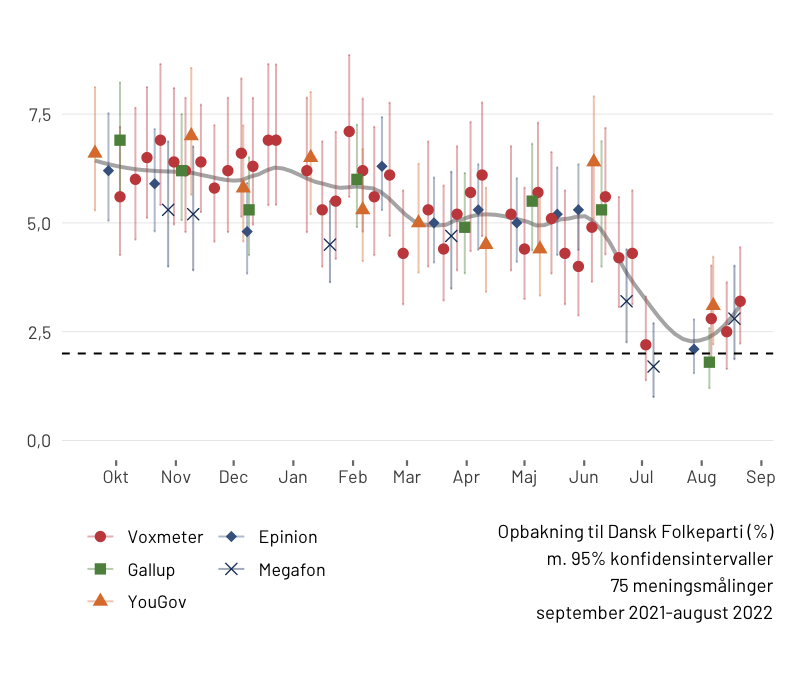 7,5
5,0
2,5
0,0
Okt Nov Dec Jan Feb Mar Apr Maj Jun Jul Aug Sep
Voxmeter Epinion
Gallup Megafon
YouGov
Opbakning til Dansk Folkeparti (%)
m. 95% konfidensintervaller
75 meningsmålinger
september 2021-august 2022